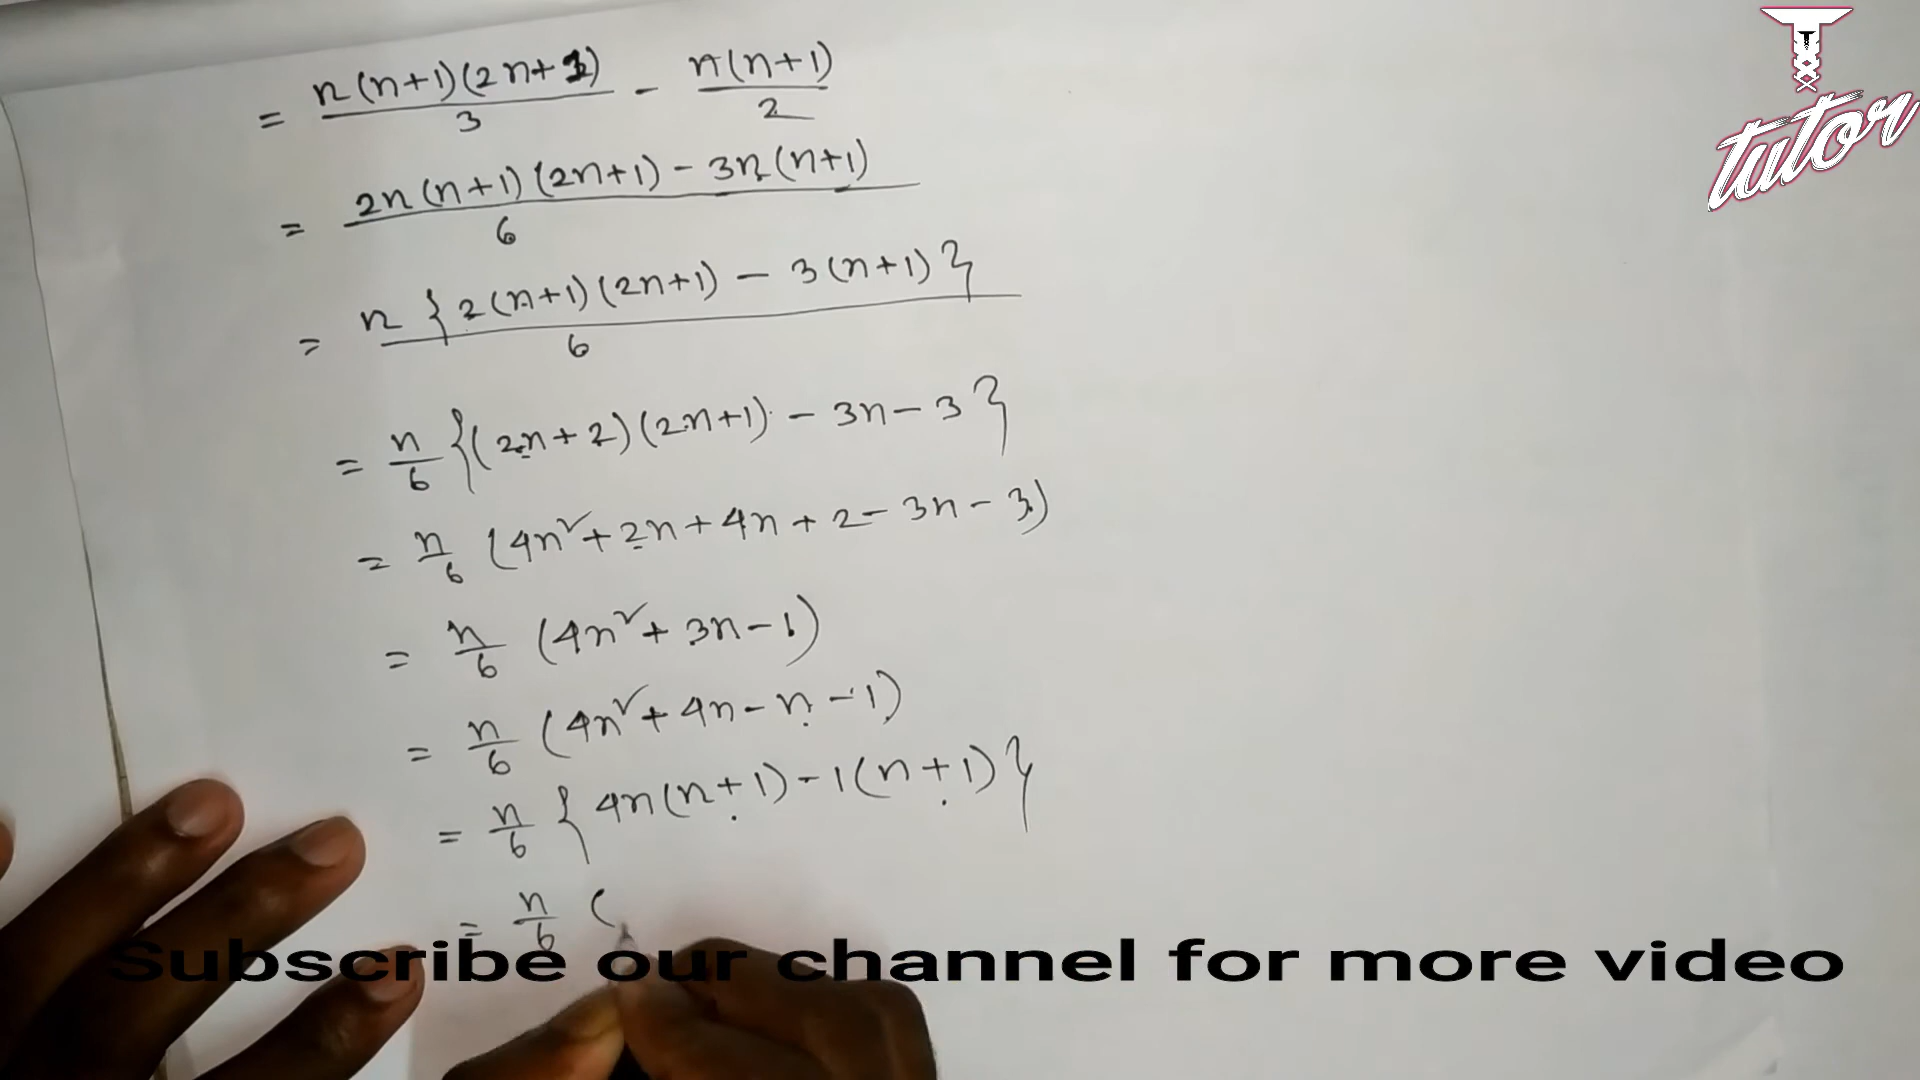 = n(n+1)(2n+1)/3 - n(n+1)/2
= 2n(n+1)(2n+1) - 3n(n+1)/6
= n{2(n+1)(2n+1) - 3(n+1)}/6
= n/6 {(2n+2)(2n+1) - 3n - 3}
= n/6 (4n²+2n+4n+2-3n-3)
= n/6 (4n²+3n-1)
= n/6 (4n²+4n-n-1)
= n/6 {4n(n+1)-1(n+1)}
= n/6 (
T
tutor
Subscribe our channel for more video